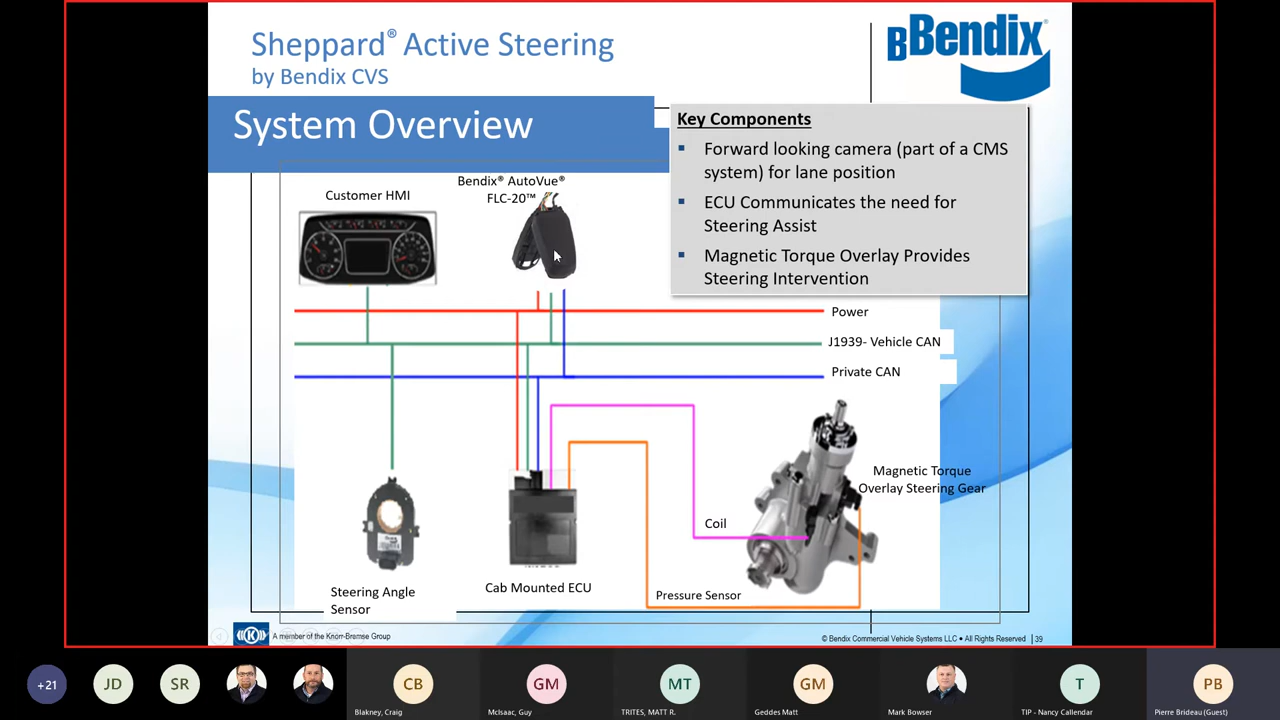 Sheppard® Active Steering
by Bendix CVS
BBendix®
System Overview
Key Components
▪ Forward looking camera (part of a CMS
system) for lane position
▪ ECU Communicates the need for
Steering Assist
▪ Magnetic Torque Overlay Provides
Steering Intervention
Customer HMI
Bendix® AutoVue®
FLC-20™
Power
J1939- Vehicle CAN
Private CAN
Magnetic Torque
Overlay Steering Gear
Coil
Steering Angle
Sensor
Cab Mounted ECU
Pressure Sensor
A member of the Knorr-Bremse Group
© Bendix Commercial Vehicle Systems LLC • All Rights Reserved | 39
+21
JD
SR
CB
GM
MT
GM
T
PB
Blakney, Craig
McIsaac, Guy
TRITES, MATT R.
Geddes Matt
Mark Bowser
TIP - Nancy Callendar
Pierre Brideau (Guest)